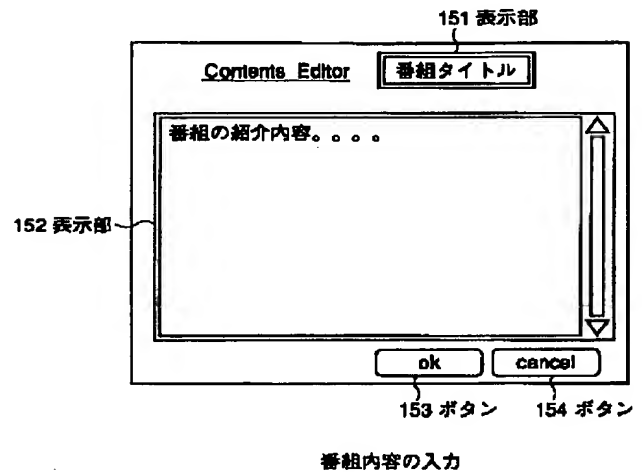 151 表示部
Contents Editor 番組タイトル
番組の紹介内容。。。。
152 表示部
ok cancel
153 ボタン 154 ボタン
番組内容の入力